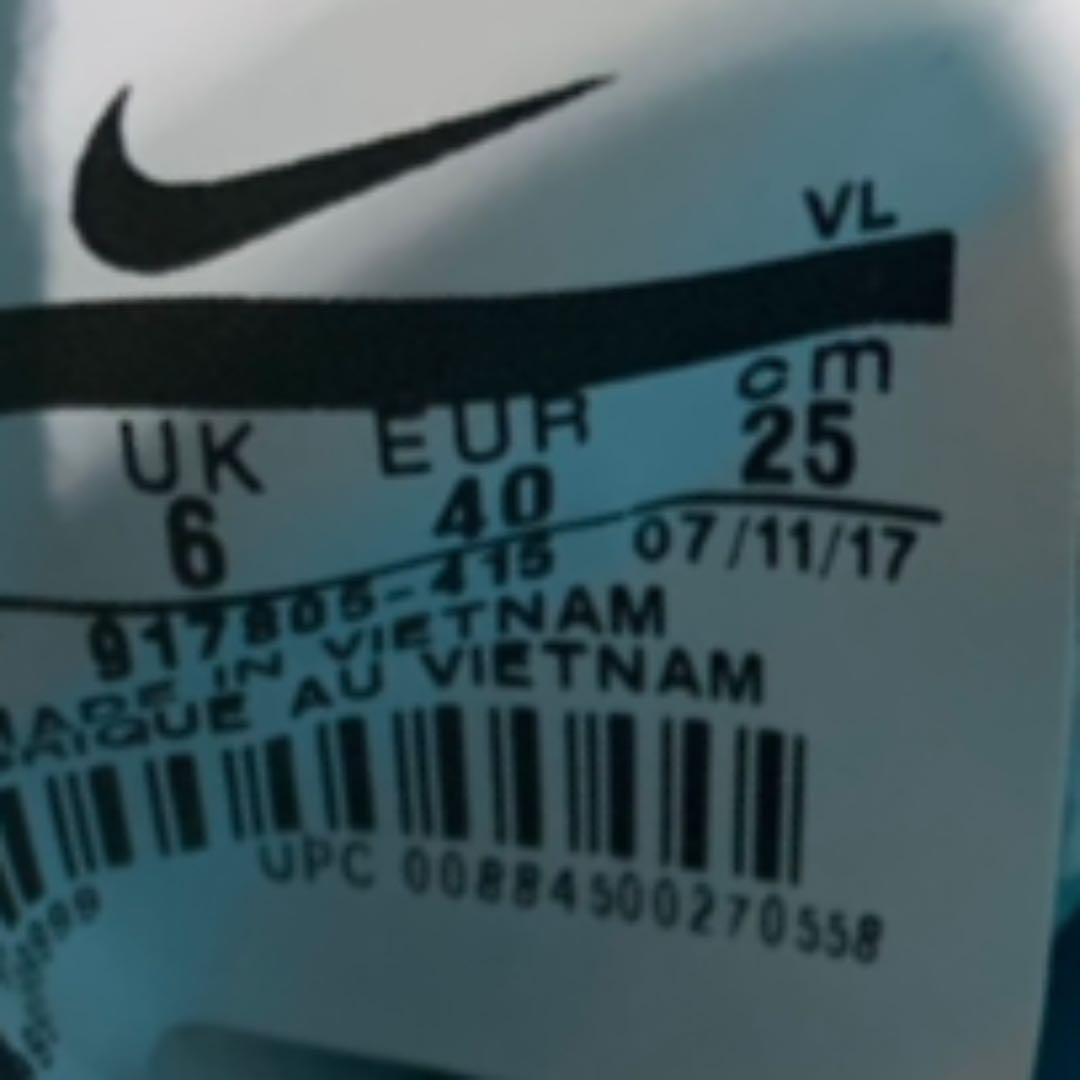 VL
UK EUR cm
6 40 25
917805-415 07/11/17
MADE IN VIETNAM
AU VIETNAM
UPC 00884500270558